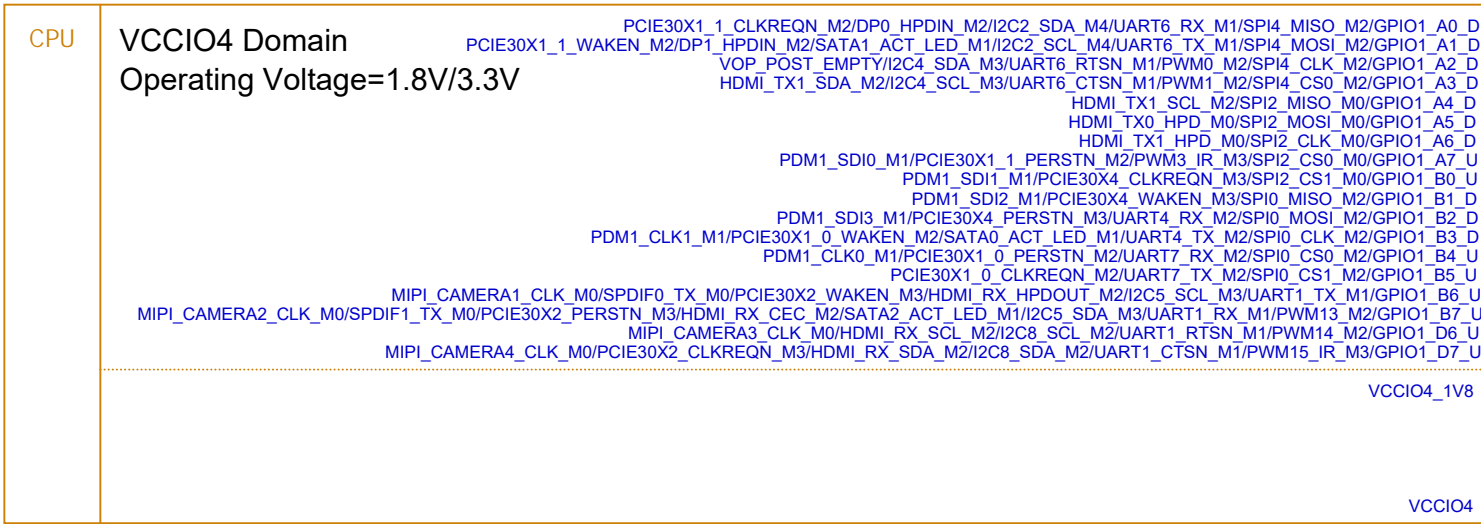 CPU
VCCIO4 Domain
Operating Voltage=1.8V/3.3V
PCIE30X1_1_CLKREQN_M2/DP0_HPDIN_M2/I2C2_SDA_M4/UART6_RX_M1/SPI4_MISO_M2/GPIO1_A0_D
PCIE30X1_1_WAKEN_M2/DP1_HPDIN_M2/SATA1_ACT_LED_M1/I2C2_SCL_M4/UART6_TX_M1/SPI4_MOSI_M2/GPIO1_A1_D
VOP_POST_EMPTY/I2C4_SDA_M3/UART6_RTSN_M1/PWM0_M2/SPI4_CLK_M2/GPIO1_A2_D
HDMI_TX1_SDA_M2/I2C4_SCL_M3/UART6_CTSN_M1/PWM1_M2/SPI4_CS0_M2/GPIO1_A3_D
HDMI_TX1_SCL_M2/SPI2_MISO_M0/GPIO1_A4_D
HDMI_TX0_HPD_M0/SPI2_MOSI_M0/GPIO1_A5_D
HDMI_TX1_HPD_M0/SPI2_CLK_M0/GPIO1_A6_D
PDM1_SDI0_M1/PCIE30X1_1_PERSTN_M2/PWM3_IR_M3/SPI2_CS0_M0/GPIO1_A7_U
PDM1_SDI1_M1/PCIE30X4_CLKREQN_M3/SPI2_CS1_M0/GPIO1_B0_U
PDM1_SDI2_M1/PCIE30X4_WAKEN_M3/SPI0_MISO_M2/GPIO1_B1_D
PDM1_SDI3_M1/PCIE30X4_PERSTN_M3/UART4_RX_M2/SPI0_MOSI_M2/GPIO1_B2_D
PDM1_CLK1_M1/PCIE30X1_0_WAKEN_M2/SATA0_ACT_LED_M1/UART4_TX_M2/SPI0_CLK_M2/GPIO1_B3_D
PDM1_CLK0_M1/PCIE30X1_0_PERSTN_M2/UART7_RX_M2/SPI0_CS0_M2/GPIO1_B4_U
PCIE30X1_0_CLKREQN_M2/UART7_TX_M2/SPI0_CS1_M2/GPIO1_B5_U
MIPI_CAMERA1_CLK_M0/SPDIF0_TX_M0/PCIE30X2_WAKEN_M3/HDMI_RX_HPDOUT_M2/I2C5_SCL_M3/UART1_TX_M1/GPIO1_B6_U
MIPI_CAMERA2_CLK_M0/SPDIF1_TX_M0/PCIE30X2_PERSTN_M3/HDMI_RX_CEC_M2/SATA2_ACT_LED_M1/I2C5_SDA_M3/UART1_RX_M1/PWM13_M2/GPIO1_B7_U
MIPI_CAMERA3_CLK_M0/HDMI_RX_SCL_M2/I2C8_SCL_M2/UART1_RTSN_M1/PWM14_M2/GPIO1_D6_U
MIPI_CAMERA4_CLK_M0/PCIE30X2_CLKREQN_M3/HDMI_RX_SDA_M2/I2C8_SDA_M2/UART1_CTSN_M1/PWM15_IR_M3/GPIO1_D7_U
VCCIO4_1V8
VCCIO4